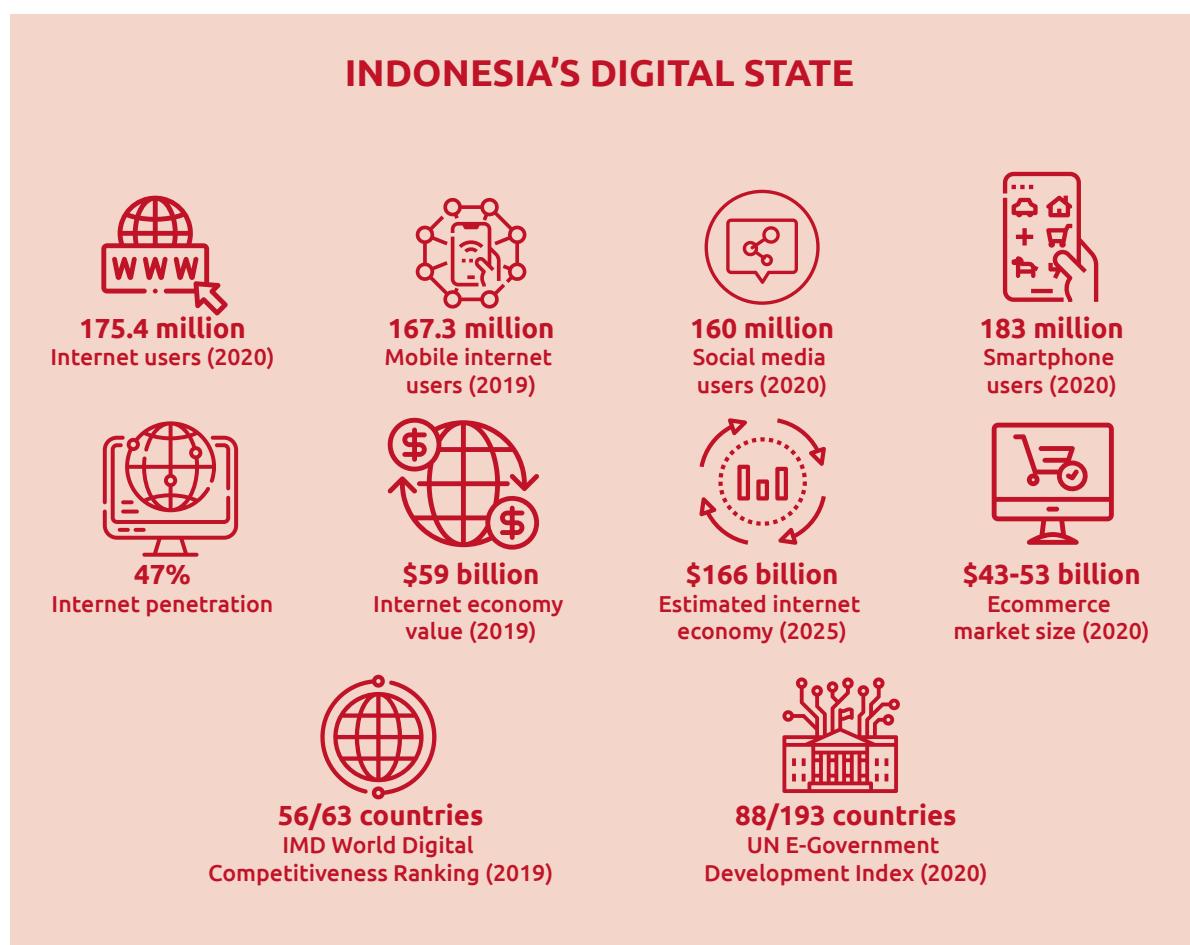 INDONESIA'S DIGITAL STATE
WWW
175.4 million
Internet users (2020)
167.3 million
Mobile internet
users (2019)
160 million
Social media
users (2020)
183 million
Smartphone
users (2020)
47%
Internet penetration
$
$
$59 billion
Internet economy
value (2019)
$166 billion
Estimated internet
economy (2025)
$43-53 billion
Ecommerce
market size (2020)
56/63 countries
IMD World Digital
Competitiveness Ranking (2019)
88/193 countries
UN E-Government
Development Index (2020)